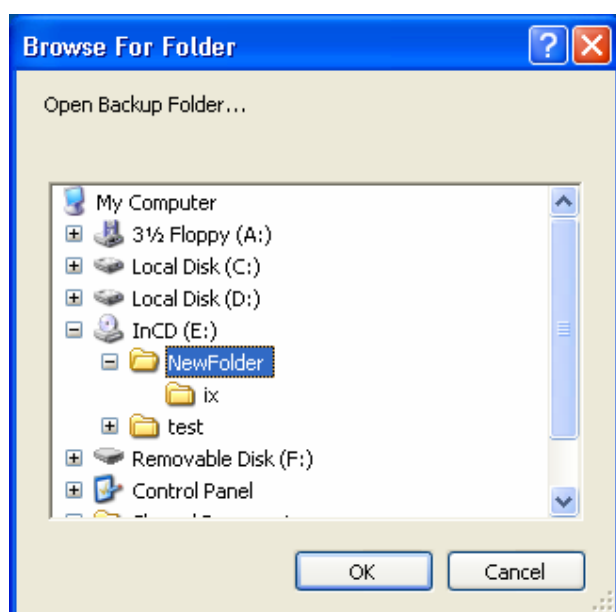 Browse For Folder
Open Backup Folder...
My Computer
3½ Floppy (A:)
Local Disk (C:)
Local Disk (D:)
InCD (E:)
NewFolder
ix
test
Removable Disk (F:)
Control Panel
OK
Cancel